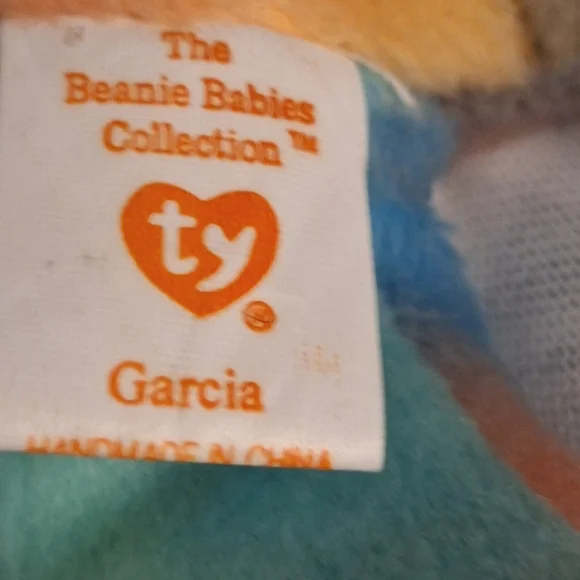 The
Beanie Babies
Collection™
ty
Garcia
HANDMADE IN CHINA